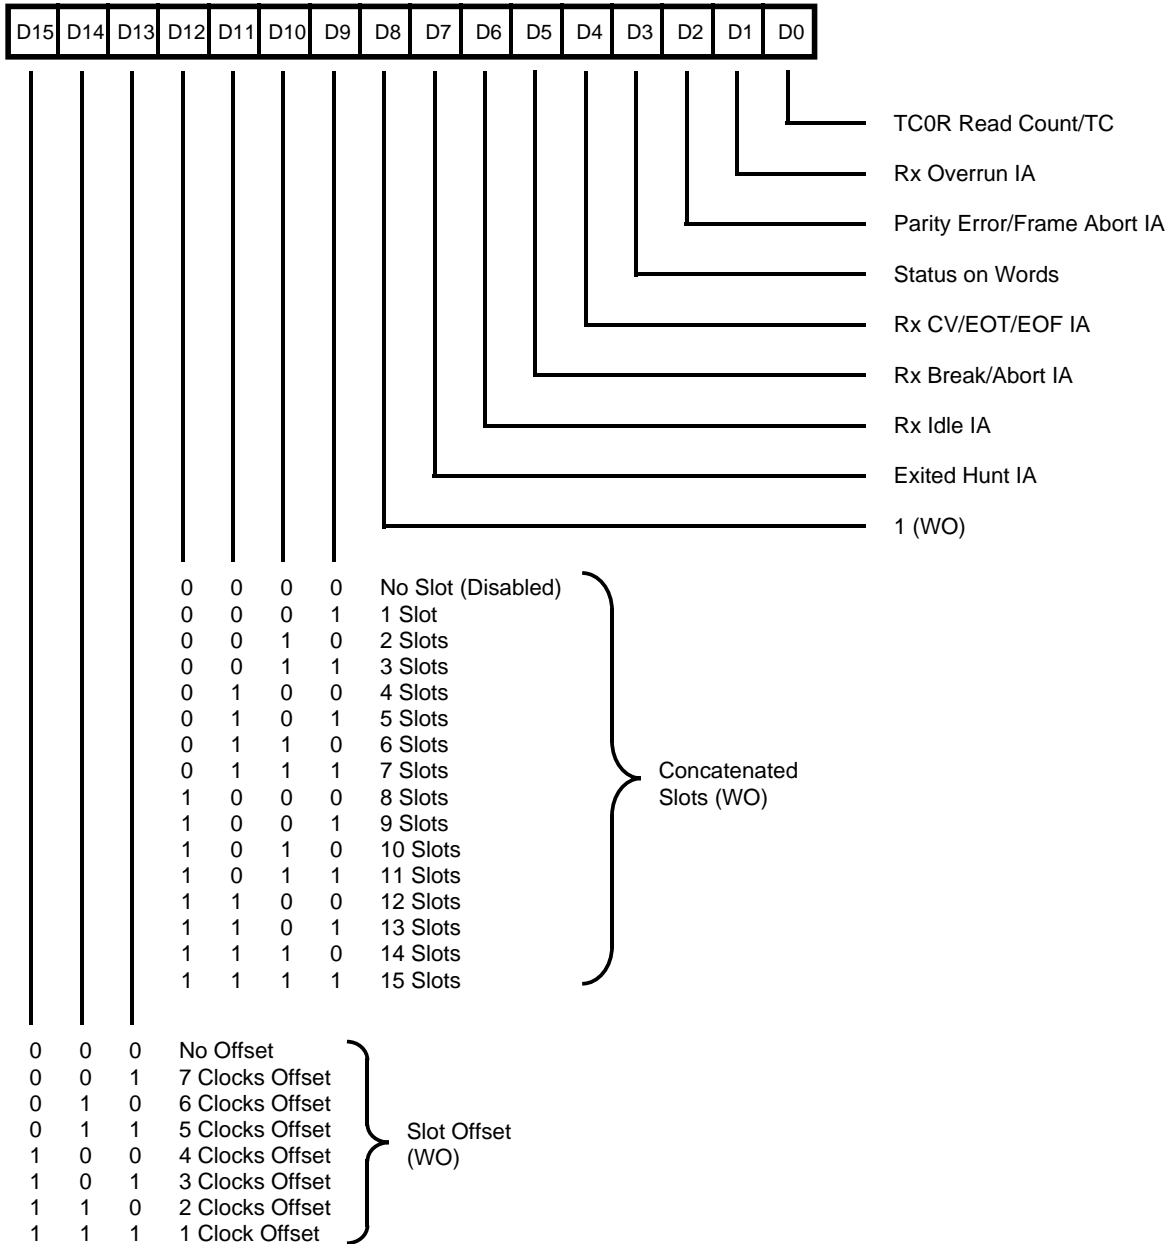 D15 D14 D13 D12 D11 D10 D9 D8 D7 D6 D5 D4 D3 D2 D1 D0
TC0R Read Count/TC
Rx Overrun IA
Parity Error/Frame Abort IA
Status on Words
Rx CV/EOT/EOF IA
Rx Break/Abort IA
Rx Idle IA
Exited Hunt IA
1 (WO)
0 0 0 0 No Slot (Disabled)
0 0 0 1 1 Slot
0 0 1 0 2 Slots
0 0 1 1 3 Slots
0 1 0 0 4 Slots
0 1 0 1 5 Slots
0 1 1 0 6 Slots
0 1 1 1 7 Slots
1 0 0 0 8 Slots
1 0 0 1 9 Slots
1 0 1 0 10 Slots
1 0 1 1 11 Slots
1 1 0 0 12 Slots
1 1 0 1 13 Slots
1 1 1 0 14 Slots
1 1 1 1 15 Slots
Concatenated
Slots (WO)
0 0 0 No Offset
0 0 1 7 Clocks Offset
0 1 0 6 Clocks Offset
0 1 1 5 Clocks Offset
1 0 0 4 Clocks Offset
1 0 1 3 Clocks Offset
1 1 0 2 Clocks Offset
1 1 1 1 Clock Offset
Slot Offset
(WO)